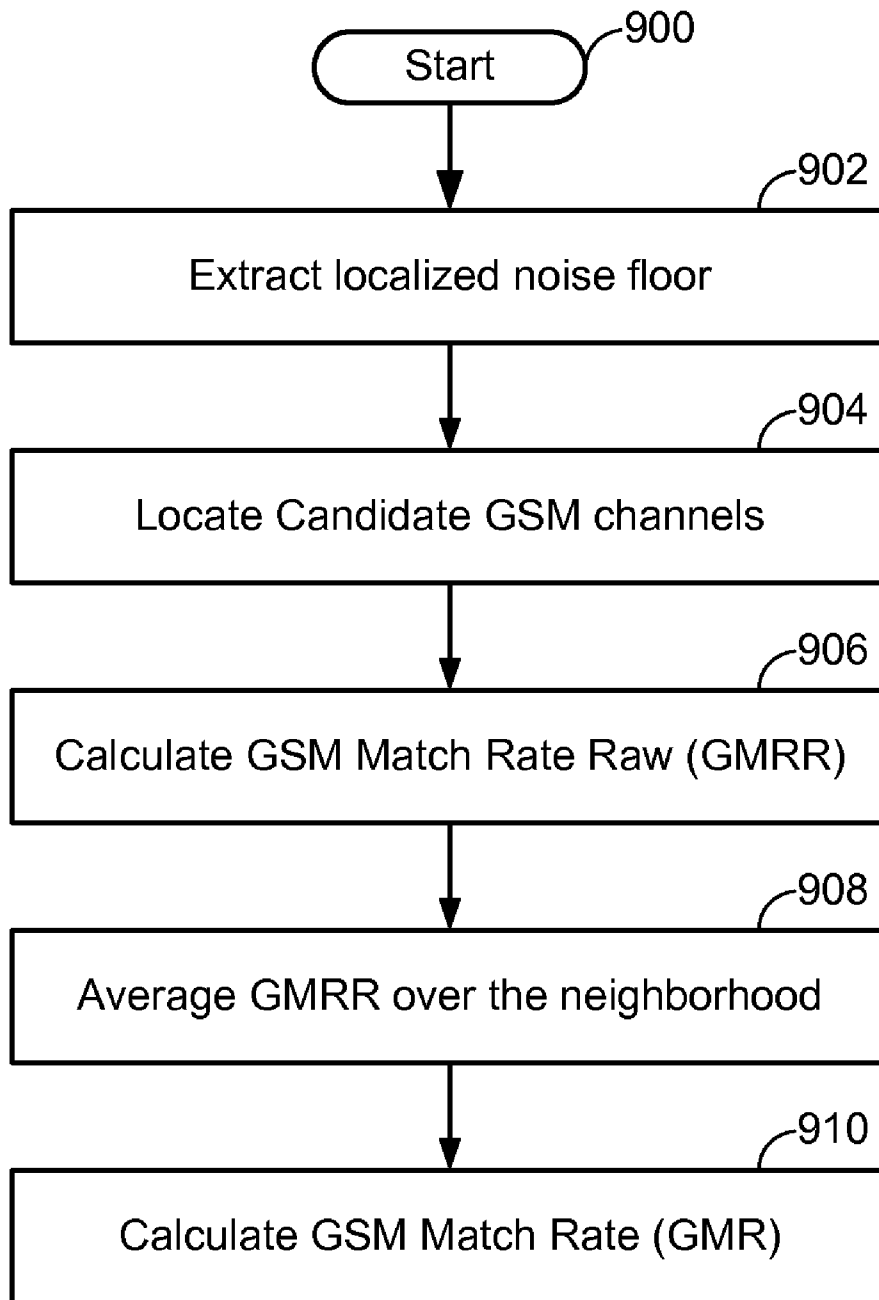 900
Start
902
Extract localized noise floor
904
Locate Candidate GSM channels
906
Calculate GSM Match Rate Raw (GMRR)
908
Average GMRR over the neighborhood
910
Calculate GSM Match Rate (GMR)